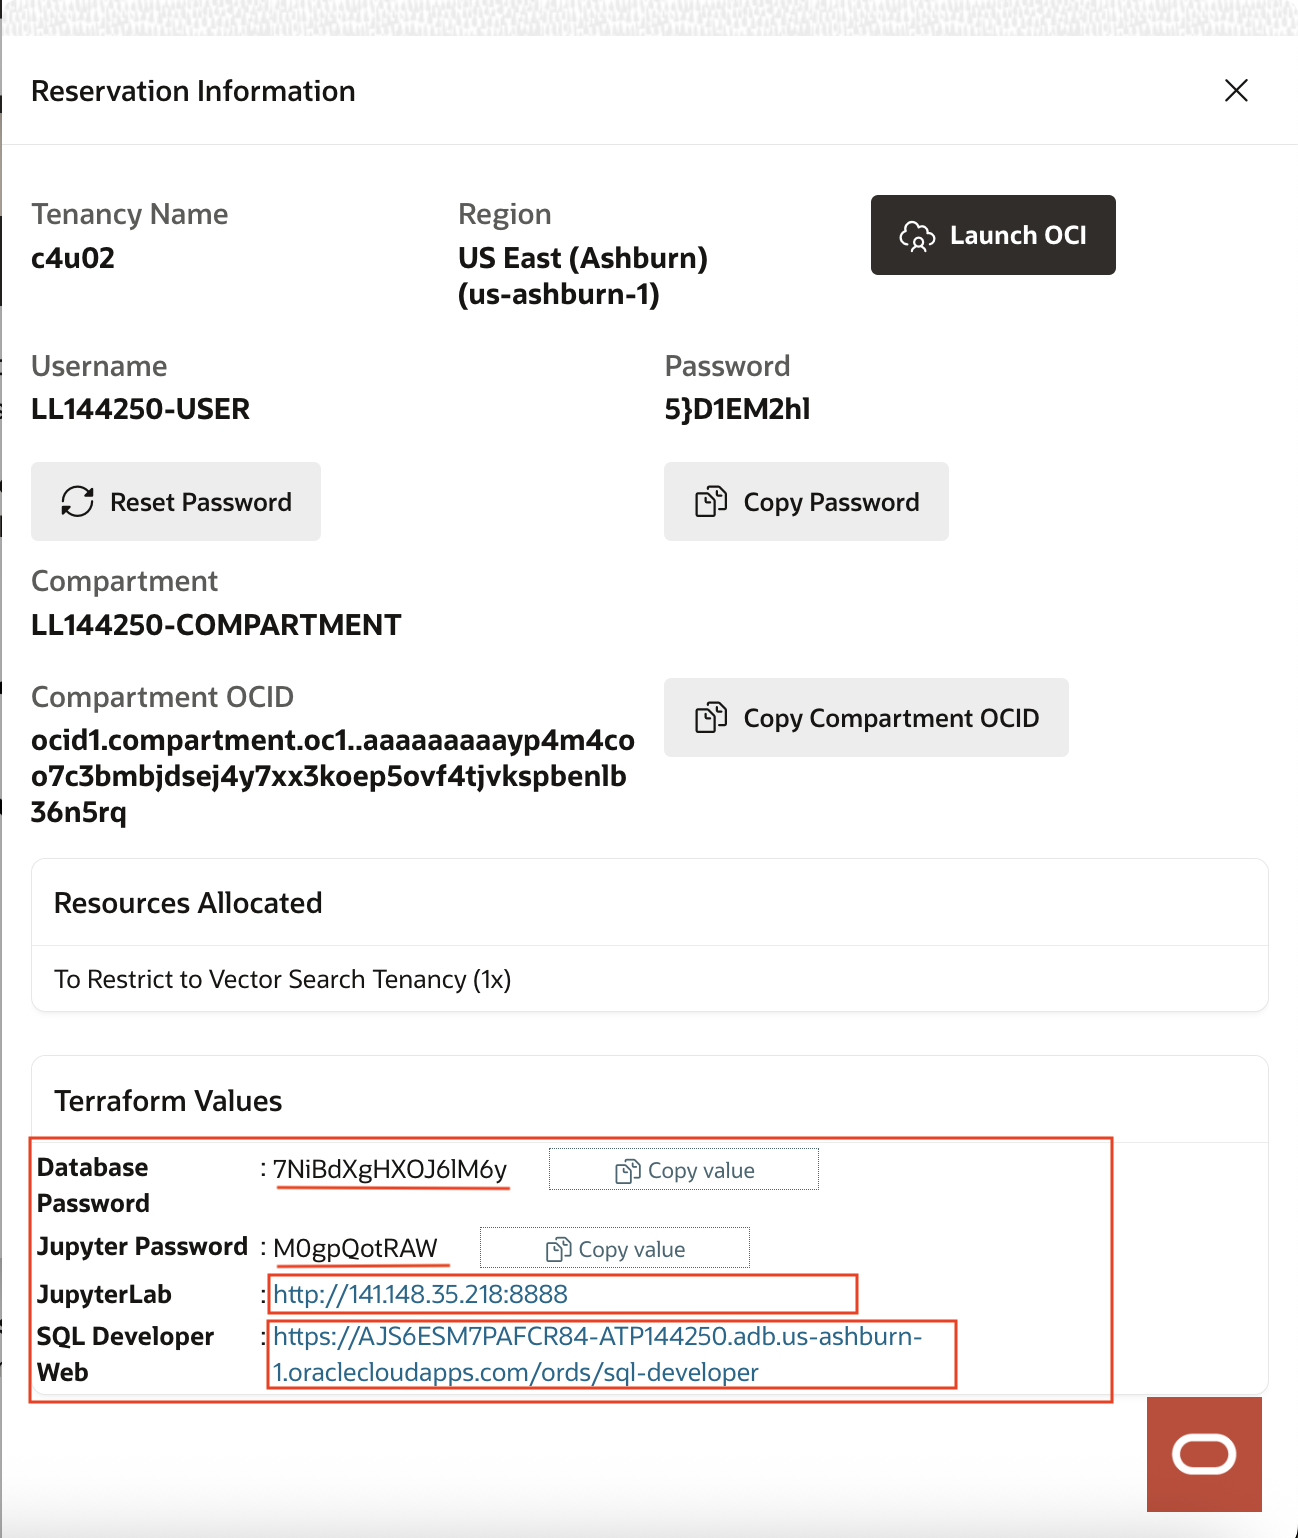 Reservation Information
Tenancy Name
c4u02
Region
US East (Ashburn)
(us-ashburn-1)
Launch OCI
Username
LL144250-USER
Password
5}D1EM2hl
Reset Password
Copy Password
Compartment
LL144250-COMPARTMENT
Compartment OCID
ocid1.compartment.oc1..aaaaaaaaayp4m4co
o7c3bmbjdsej4y7xx3koep5ovf4tjvkspbenlb
36n5rq
Copy Compartment OCID
Resources Allocated
To Restrict to Vector Search Tenancy (1x)
Terraform Values
Database
Password
: 7NiBdXgHXOJ6lM6y
Copy value
Jupyter Password : M0gpQotRAW
Copy value
JupyterLab : http://141.148.35.218:8888
SQL Developer
Web
: https://AJS6ESM7PAFCR84-ATP144250.adb.us-ashburn-
1.oraclecloudapps.com/ords/sql-developer